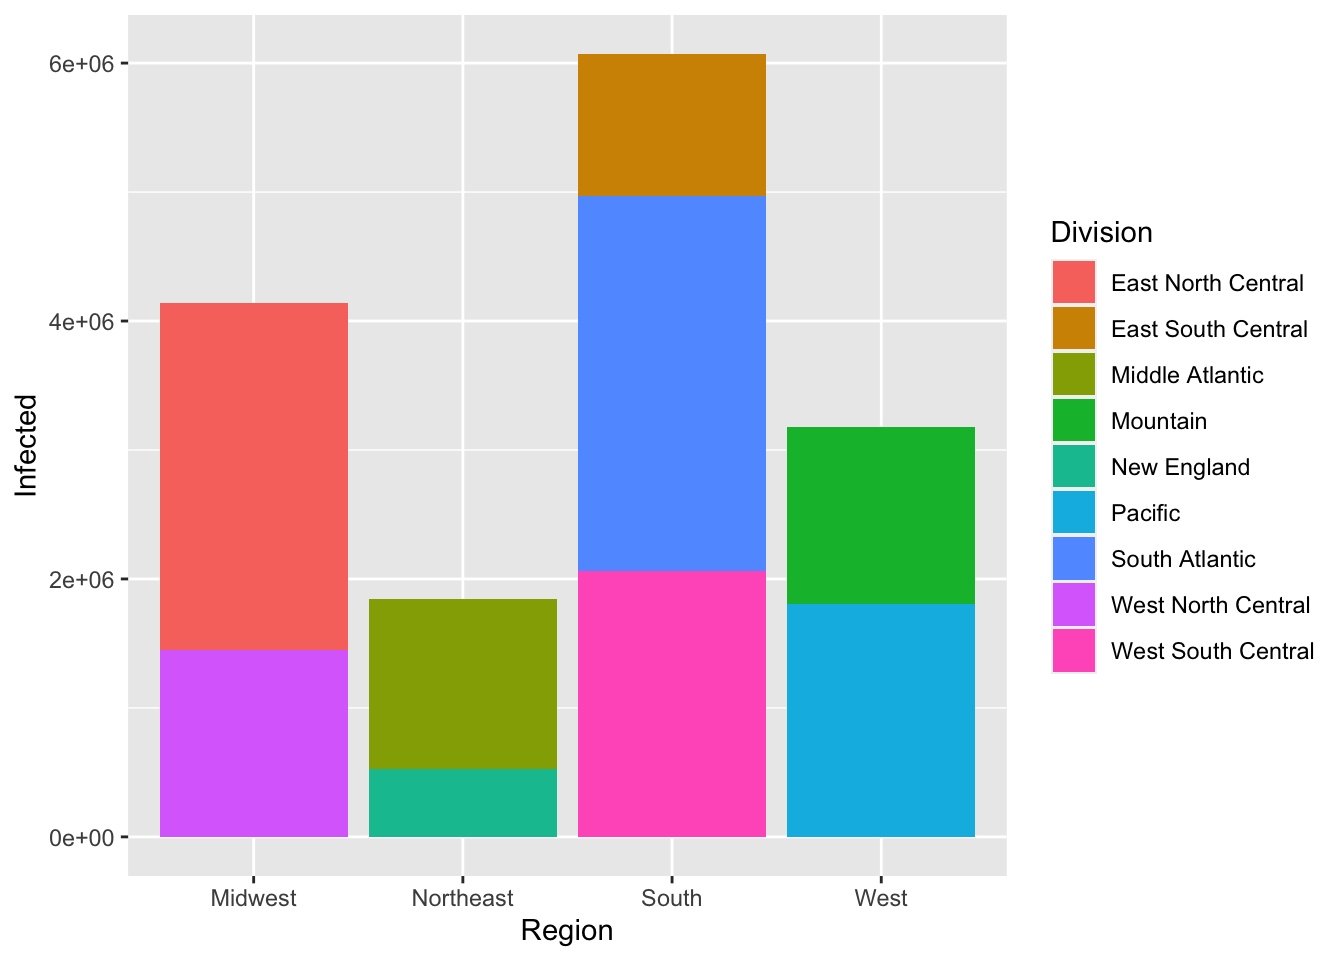 6e+06
4e+06
2e+06
0e+00
Infected
Midwest
Northeast
South
West
Region
Division
East North Central
East South Central
Middle Atlantic
Mountain
New England
Pacific
South Atlantic
West North Central
West South Central